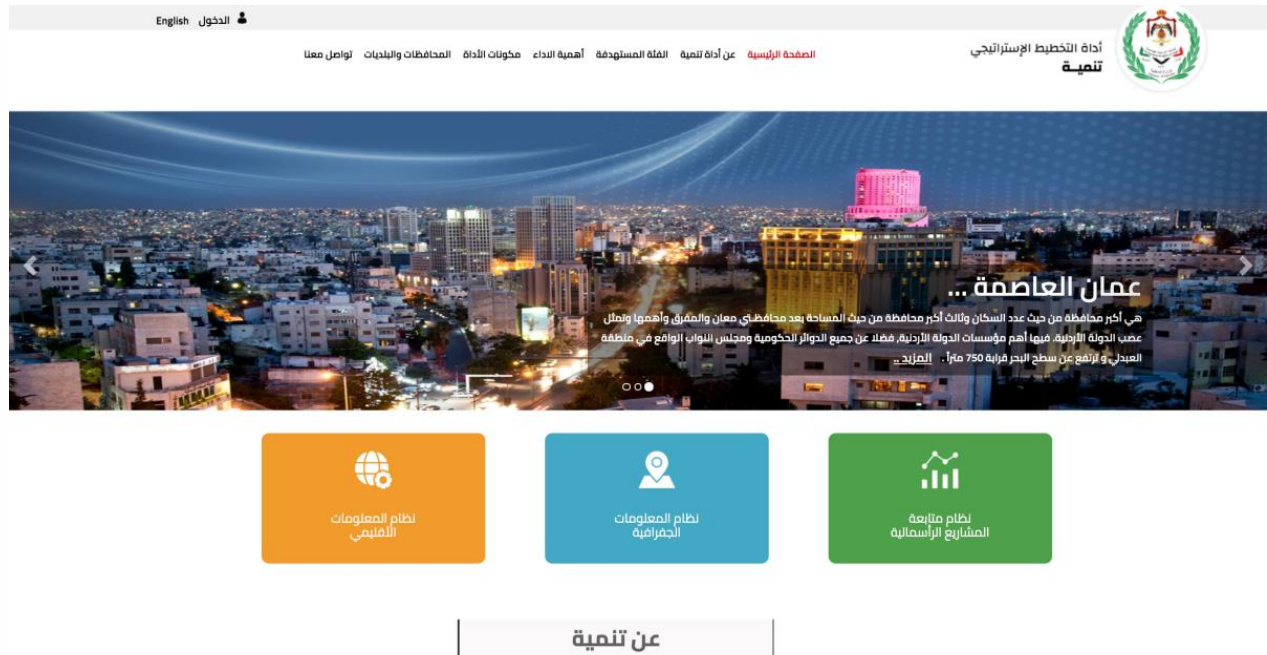 الدخول English
أداة التخطيط الإستراتيجي
تنميـة
الصفحة الرئيسية عن أداة تنمية الفئة المستهدفة أهمية الاداء مكونات الأداة المحافظات والبلديات تواصل معنا
عمان العاصمة ...
هي أكبر محافظة من حيث عدد السكان وثالث أكبر محافظة من حيث المساحة بعد محافظتي معان والمفرق وأهمها وتمثل
عصب الدولة الأردنية، فيها أهم مؤسسات الدولة الأردنية، فضلا عن جميع الدوائر الحكومية ومجلس النواب الواقع في منطقة
العبدلي و ترتفع عن سطح البحر قرابة 750 متراً . المزيد ..
نظام متابعة
المشاريع الرأسمالية
نظام المعلومات
الجغرافية
نظام المعلومات
الأقليمي
عن تنمية